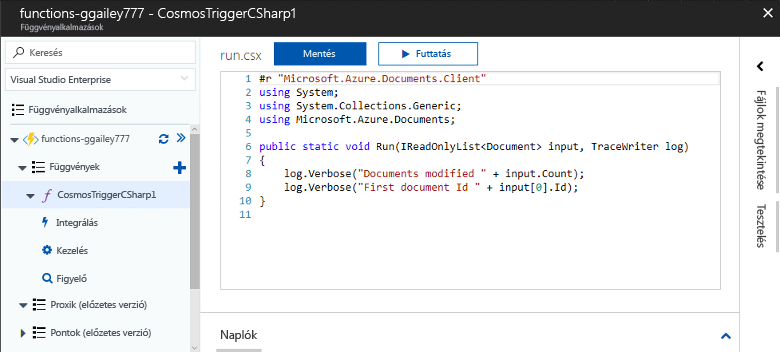 functions-ggailey777 - CosmosTriggerCSharp1
Függvényalkalmazások
Keresés
Visual Studio Enterprise
Függvényalkalmazások
functions-ggailey777
Függvények
CosmosTriggerCSharp1
Integrálás
Kezelés
Figyelő
Proxik (előzetes verzió)
Pontok (előzetes verzió)
run.csx
Mentés
Futtatás
1 #r "Microsoft.Azure.Documents.Client"
2 using System;
3 using System.Collections.Generic;
4 using Microsoft.Azure.Documents;
5
6 public static void Run(IReadOnlyList<Document> input, TraceWriter log)
7 {
8 log.Verbose("Documents modified " + input.Count);
9 log.Verbose("First document Id " + input[0].Id);
10 }
11
Naplók
Fájlok megtekintése
Tesztelés